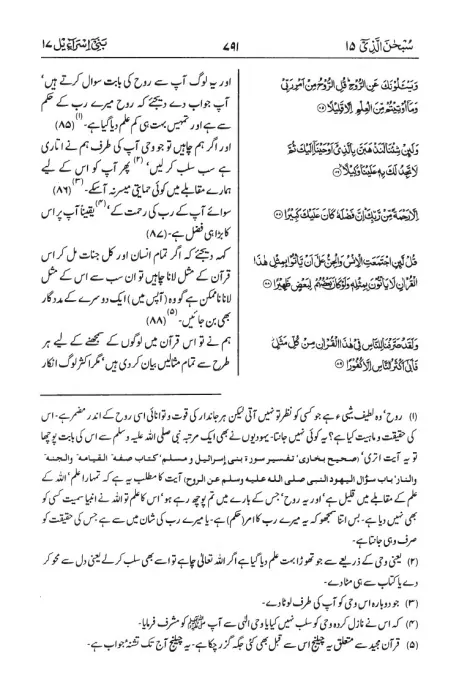 سُبْحٰنَ الَّذِیْ ۱۵
۷۹۱
بَنِیْ اِسْرَاءِیْل ۱۷
وَيَسْئَلُوْنَكَ عَنِ الرُّوْحِ قُلِ الرُّوْحُ مِنْ اَمْرِ رَبِّيْ
وَمَا اُوْتِيْتُمْ مِنَ الْعِلْمِ اِلَّا قَلِيْلًا
وَلَئِنْ شِئْنَا لَنَذْهَبَنَّ بِالَّذِيْ اَوْحَيْنَا اِلَيْكَ ثُمَّ
لَا تَجِدُ لَكَ بِهٖ عَلَيْنَا وَكِيْلًا
اِلَّا رَحْمَةً مِنْ رَبِّكَ اِنَّ فَضْلَهٗ كَانَ عَلَيْكَ كَبِيْرًا
قُلْ لَئِنِ اجْتَمَعَتِ الْاِنْسُ وَالْجِنُّ عَلٰى اَنْ يَاْتُوْا بِمِثْلِ هٰذَا
الْقُرْاٰنِ لَا يَاْتُوْنَ بِمِثْلِهٖ وَلَوْ كَانَ بَعْضُهُمْ لِبَعْضٍ ظَهِيْرًا
وَلَقَدْ صَرَّفْنَا لِلنَّاسِ فِيْ هٰذَا الْقُرْاٰنِ مِنْ كُلِّ مَثَلٍ
فَاَبٰى اَكْثَرُ النَّاسِ اِلَّا كُفُوْرًا
اور یہ لوگ آپ سے روح کی بابت سوال کرتے ہیں'
آپ جواب دے دیجئے کہ روح میرے رب کے حکم
سے ہے اور تمہیں بہت ہی کم علم دیا گیا ہے۔ (۱) (۸۵)
اور اگر ہم چاہیں تو جو وحی آپ کی طرف ہم نے اتاری
ہے سب سلب کر لیں' (۲) پھر آپ کو اس کے لیے
ہمارے مقابلے میں کوئی حمایتی میسر نہ آسکے۔ (۳) (۸۶)
سوائے آپ کے رب کی رحمت کے' (۴) یقیناً آپ پر اس
کا بڑا ہی فضل ہے۔ (۸۷)
کہہ دیجئے کہ اگر تمام انسان اور کل جنات مل کر اس
قرآن کے مثل لانا چاہیں تو ان سب سے اس کے مثل
لانا ناممکن ہے گو وہ (آپس میں) ایک دوسرے کے مددگار
بھی بن جائیں۔ (۵) (۸۸)
ہم نے تو اس قرآن میں لوگوں کے سمجھنے کے لیے ہر
طرح سے تمام مثالیں بیان کر دی ہیں' مگر اکثر لوگ انکار
(۱) روح' وہ لطیف شیٔ ہے جو کسی کو نظر تو نہیں آتی لیکن ہر جاندار کی قوت و توانائی اسی روح کے اندر مضمر ہے۔ اس
کی حقیقت و ماہیت کیا ہے؟ یہ کوئی نہیں جانتا۔ یہودیوں نے بھی ایک مرتبہ نبی صلی اللہ علیہ وسلم سے اس کی بابت پوچھا
تو یہ آیت اتری' (صحیح بخاری' تفسیر سورة بنی إسرائیل و مسلم' کتاب صفة القیامة والجنة
والنار' باب سؤال الیھود النبی صلی اللہ علیہ وسلم عن الروح) آیت کا مطلب یہ ہے کہ تمہارا علم' اللہ کے
علم کے مقابلے میں قلیل ہے' اور یہ روح' جس کے بارے میں تم پوچھ رہے ہو' اس کا علم تو اللہ نے انبیا سمیت کسی کو
بھی نہیں دیا ہے۔ بس اتنا سمجھو کہ یہ میرے رب کا امر (حکم) ہے۔ یا میرے رب کی شان میں سے ہے' جس کی حقیقت کو
صرف وہی جانتا ہے۔
(۲) یعنی وحی کے ذریعے سے جو تھوڑا بہت علم دیا گیا ہے اگر اللہ تعالیٰ چاہے تو اسے بھی سلب کر لے یعنی دل سے محو کر
دے یا کتاب سے ہی مٹا دے۔
(۳) جو دوبارہ اس وحی کو آپ کی طرف لوٹا دے۔
(۴) کہ اس نے نازل کردہ وحی کو سلب نہیں کیا یا وحی الٰہی سے آپ ﷺ کو مشرف فرمایا۔
(۵) قرآن مجید سے متعلق یہ چیلنج اس سے قبل بھی کئی جگہ گزر چکا ہے۔ یہ چیلنج آج تک تشنۂ جواب ہے۔